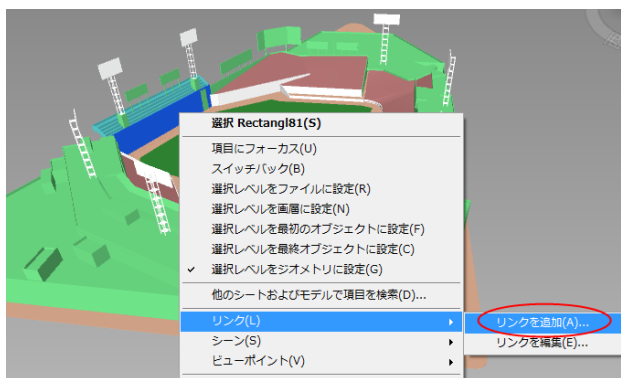 選択 Rectangl81(S)
項目にフォーカス(U)
スイッチバック(B)
選択レベルをファイルに設定(R)
選択レベルを画層に設定(N)
選択レベルを最初のオブジェクトに設定(F)
選択レベルを最終オブジェクトに設定(C)
選択レベルをジオメトリに設定(G)
他のシートおよびモデルで項目を検索(D)...
リンク(L)
リンクを追加(A)...
シーン(S)
リンクを編集(E)...
ビューポイント(V)